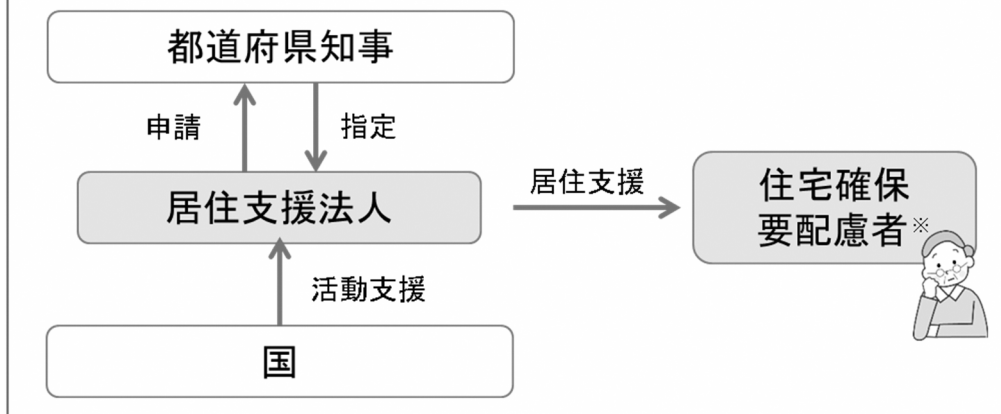 都道府県知事
申請
指定
居住支援法人
居住支援
住宅確保
要配慮者※
活動支援
国